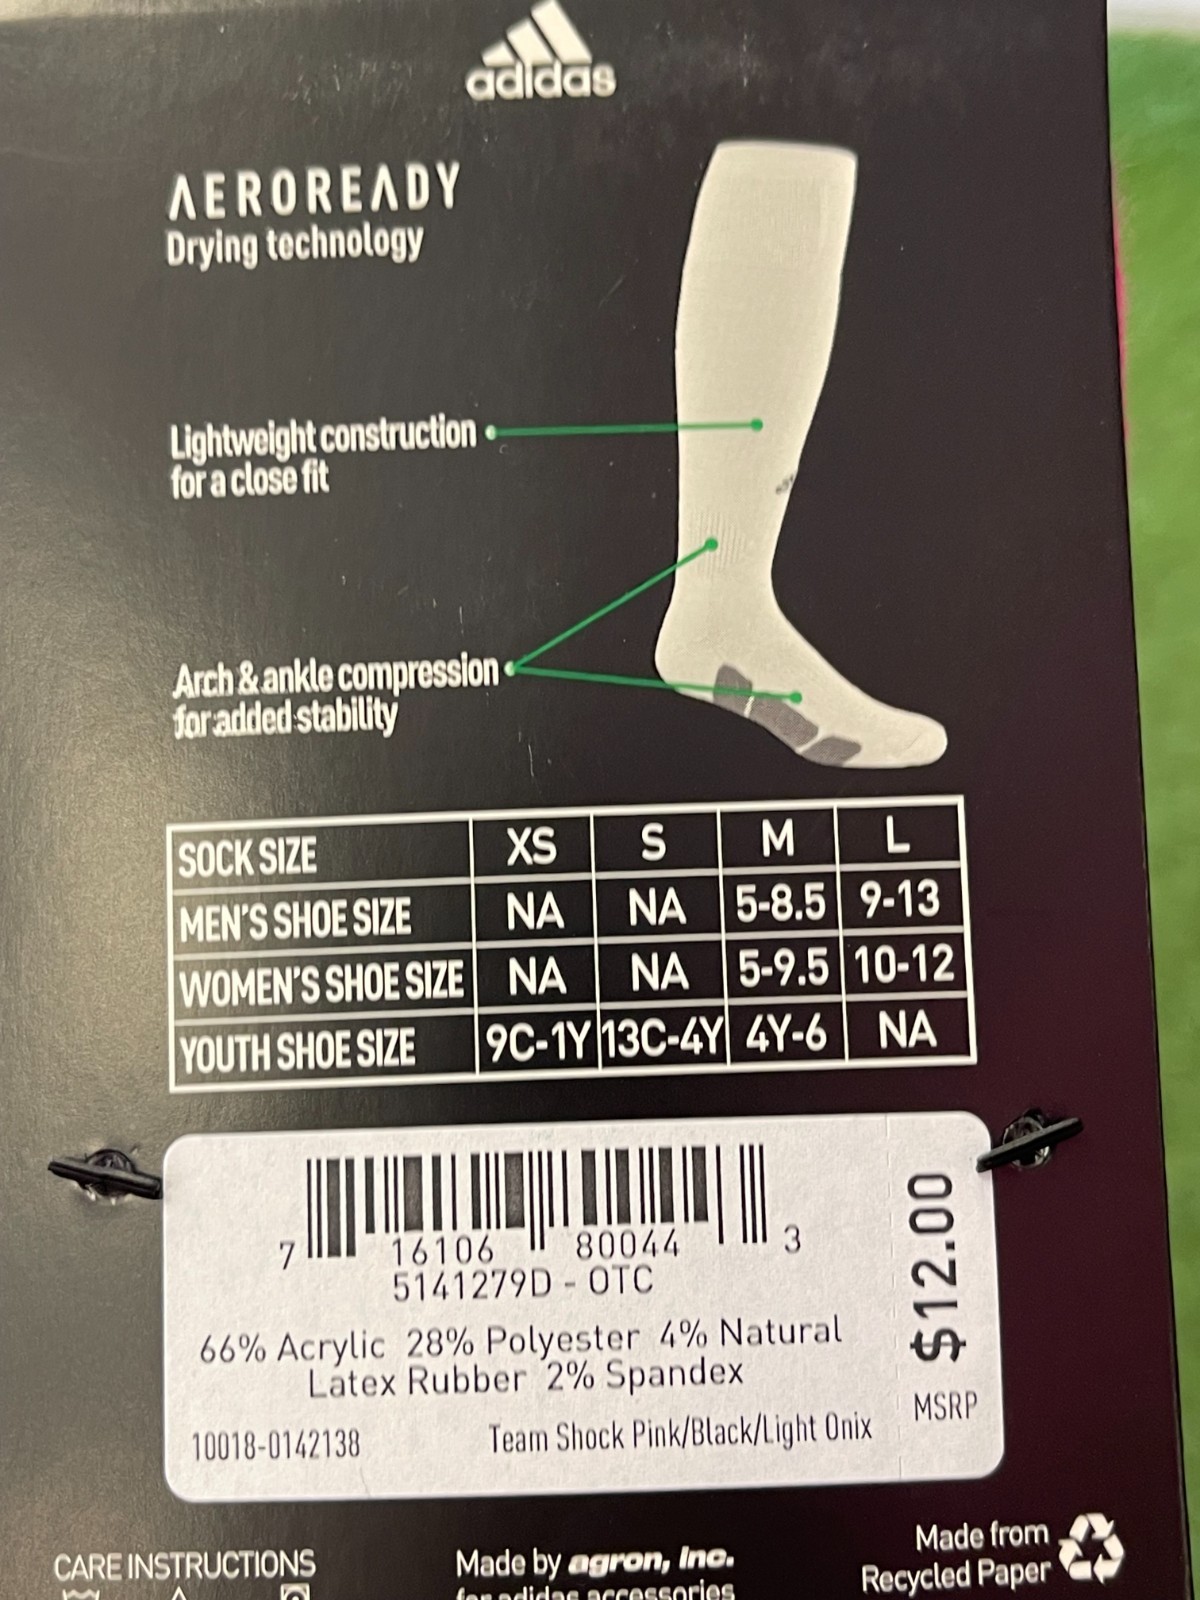 adidas
AEROREADY
Drying technology
Lightweight construction
for a close fit
Arch & ankle compression
for added stability
SOCK SIZE XS S M L
MEN'S SHOE SIZE NA NA 5-8.5 9-13
WOMEN'S SHOE SIZE NA NA 5-9.5 10-12
YOUTH SHOE SIZE 9C-1Y 13C-4Y 4Y-6 NA
7 16106 80044 3
5141279D - OTC
66% Acrylic 28% Polyester 4% Natural
Latex Rubber 2% Spandex
10018-0142138 Team Shock Pink/Black/Light Onix
$12.00
MSRP
CARE INSTRUCTIONS
Made by agron, inc.
for adidas accessories
Made from
Recycled Paper